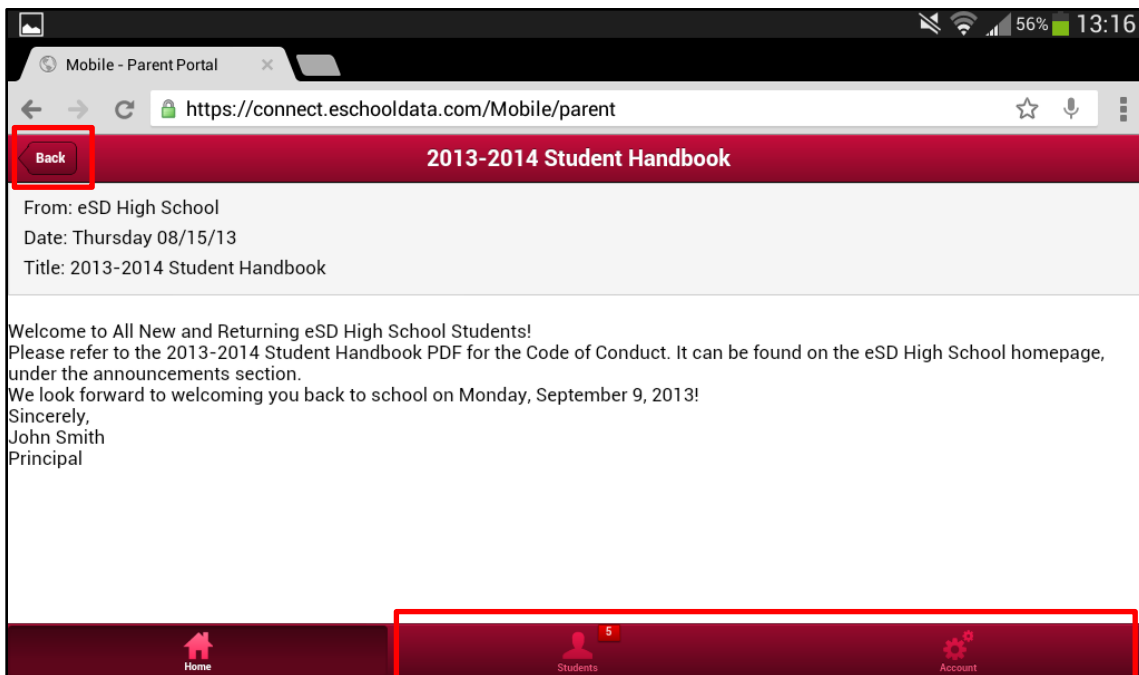 56% 13:16
Mobile - Parent Portal
https://connect.eschooldata.com/Mobile/parent
Back
2013-2014 Student Handbook
From: eSD High School
Date: Thursday 08/15/13
Title: 2013-2014 Student Handbook
Welcome to All New and Returning eSD High School Students!
Please refer to the 2013-2014 Student Handbook PDF for the Code of Conduct. It can be found on the eSD High School homepage,
under the announcements section.
We look forward to welcoming you back to school on Monday, September 9, 2013!
Sincerely,
John Smith
Principal
5
Home
Students
Account